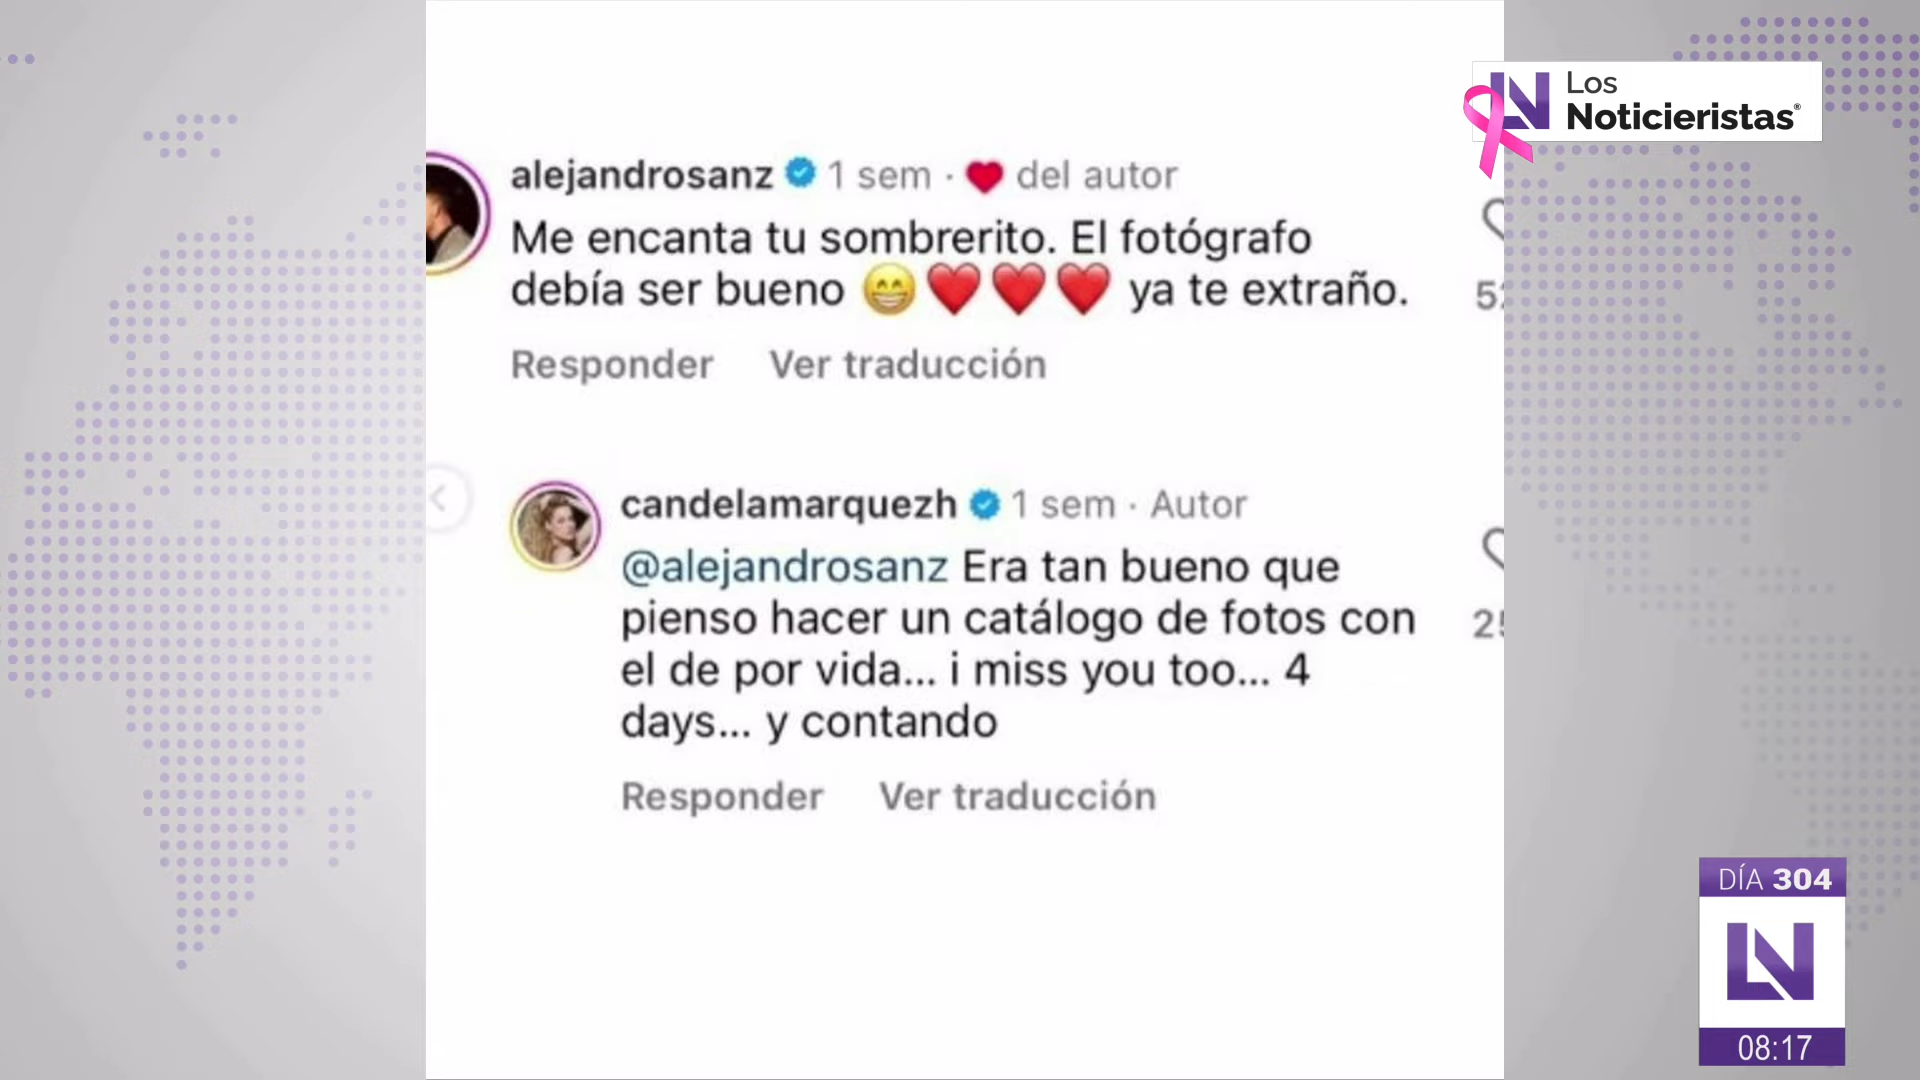 Los
Noticieristas
alejandrosanz 1 sem · ❤️ del autor
Me encanta tu sombrerito. El fotógrafo
debía ser bueno 😁❤️❤️❤️ ya te extraño.
Responder Ver traducción
candelamarquezh 1 sem · Autor
@alejandrosanz Era tan bueno que
pienso hacer un catálogo de fotos con
el de por vida... i miss you too... 4
days... y contando
Responder Ver traducción
DÍA 304
LN
08:17